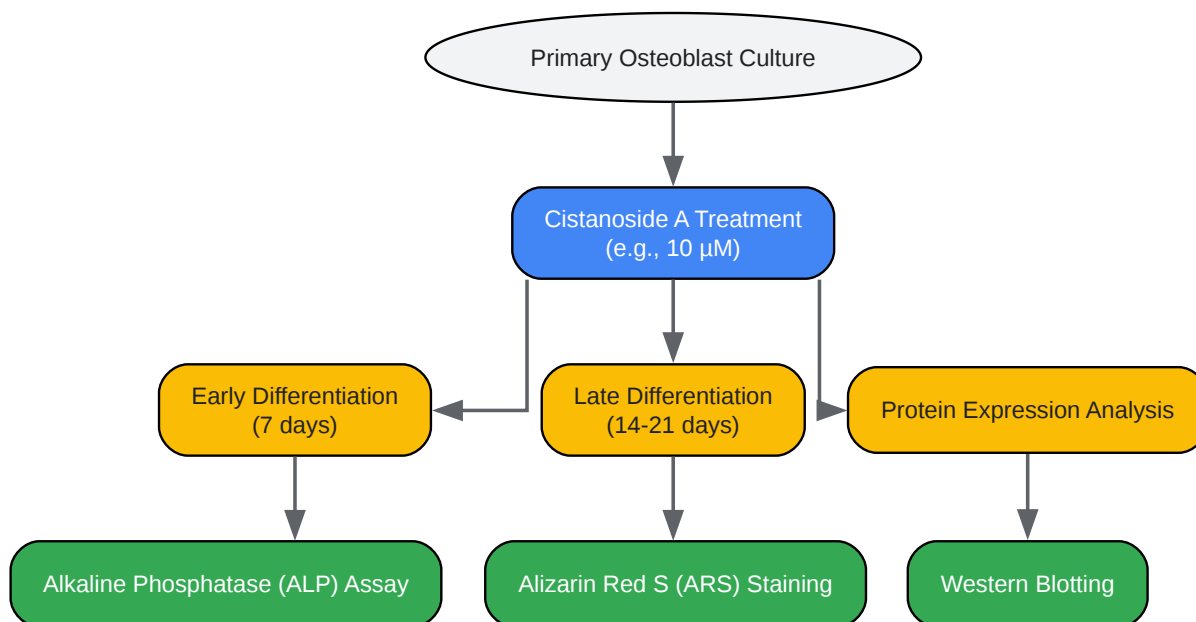 Primary Osteoblast Culture
Cistanoside A Treatment
(e.g., 10 µM)
Early Differentiation
(7 days)
Late Differentiation
(14-21 days)
Protein Expression Analysis
Alkaline Phosphatase (ALP) Assay
Alizarin Red S (ARS) Staining
Western Blotting